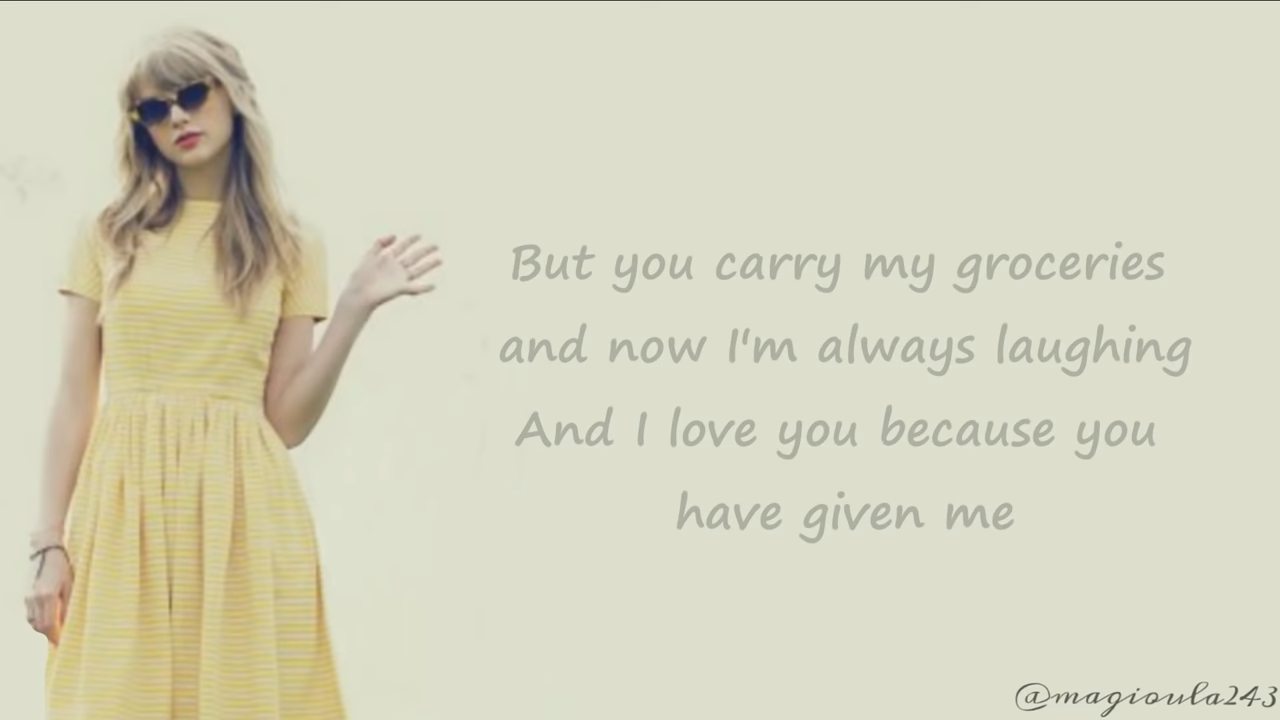 But you carry my groceries
and now I'm always laughing
And I love you because you
have given me
@magioula243